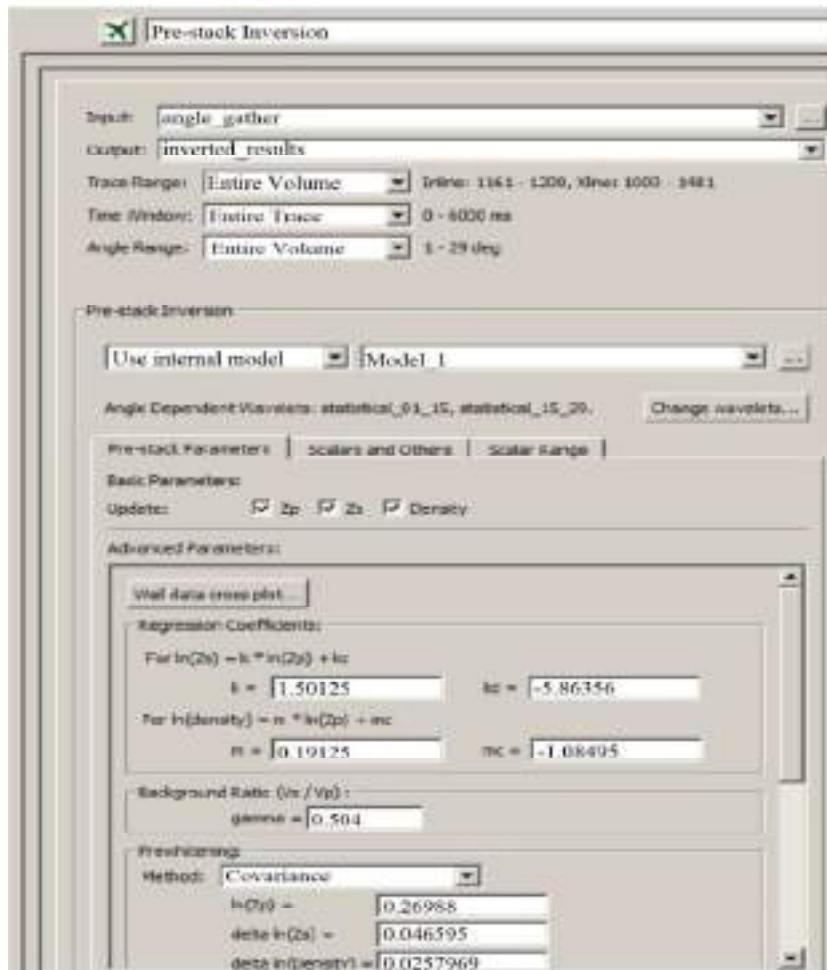 Pre-stack Inversion
Input: angle_gather ...
Output: inverted_results
Trace Range: Entire Volume Inline: 1161 - 1200, Xline: 1000 - 1481
Time Window: Entire Trace 0 - 6000 ms
Angle Range: Entire Volume 1 - 29 deg
Pre-stack Inversion
Use internal model Model_1 ...
Angle Dependent Wavelets: statistical_01_15, statistical_15_29. Change wavelets...
Pre-stack Parameters Scalers and Others Scalar Range
Basic Parameters:
Update: Zp Zs Density
Advanced Parameters:
Well data cross plot...
Regression Coefficients:
For ln(Zs) = k * ln(Zp) + kc
k = 1.50125 kc = -5.86356
For ln(density) = m * ln(Zp) + mc
m = 0.19125 mc = -1.08495
Background Ratio (Vs / Vp) :
gamma = 0.504
Prewhitening:
Method: Covariance
ln(Zp) = 0.26988
delta ln(Zs) = 0.046595
delta ln(Density) = 0.0257969